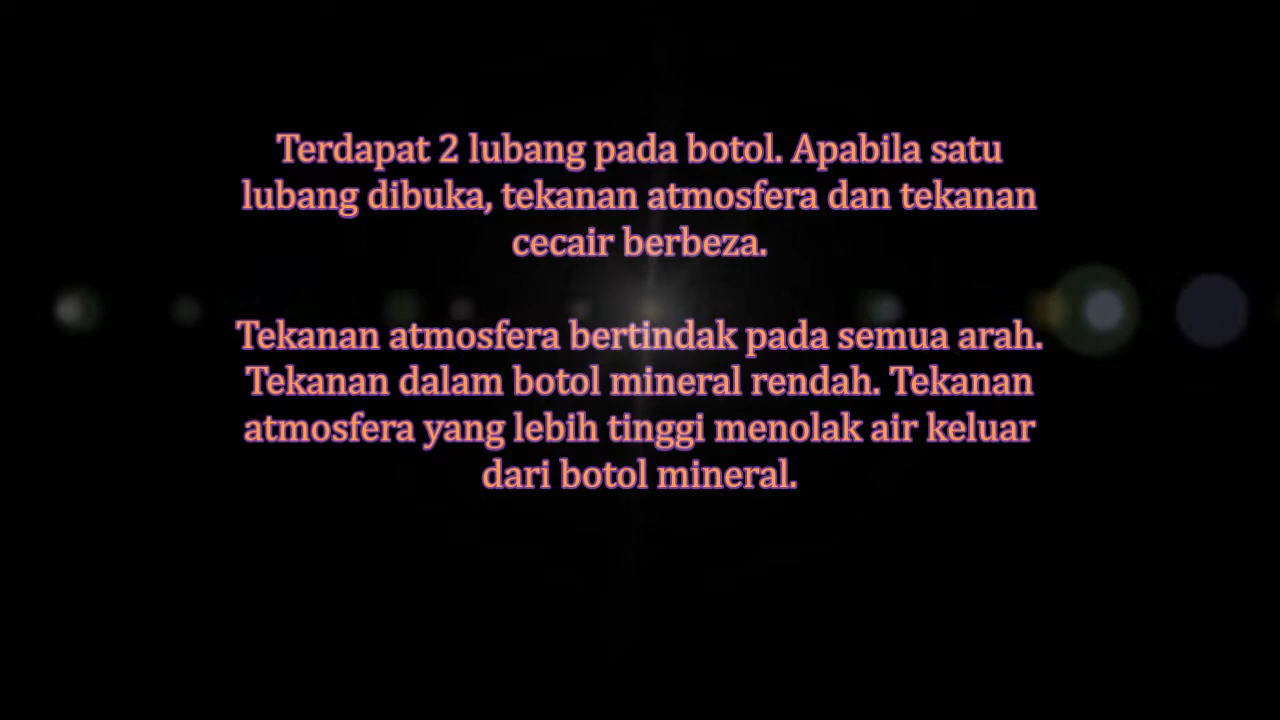 Terdapat 2 lubang pada botol. Apabila satu
lubang dibuka, tekanan atmosfera dan tekanan
cecair berbeza.
Tekanan atmosfera bertindak pada semua arah.
Tekanan dalam botol mineral rendah. Tekanan
atmosfera yang lebih tinggi menolak air keluar
dari botol mineral.